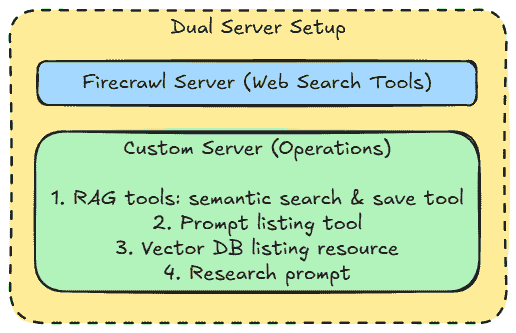 Dual Server Setup
Firecrawl Server (Web Search Tools)
Custom Server (Operations)
1. RAG tools: semantic search & save tool
2. Prompt listing tool
3. Vector DB listing resource
4. Research prompt